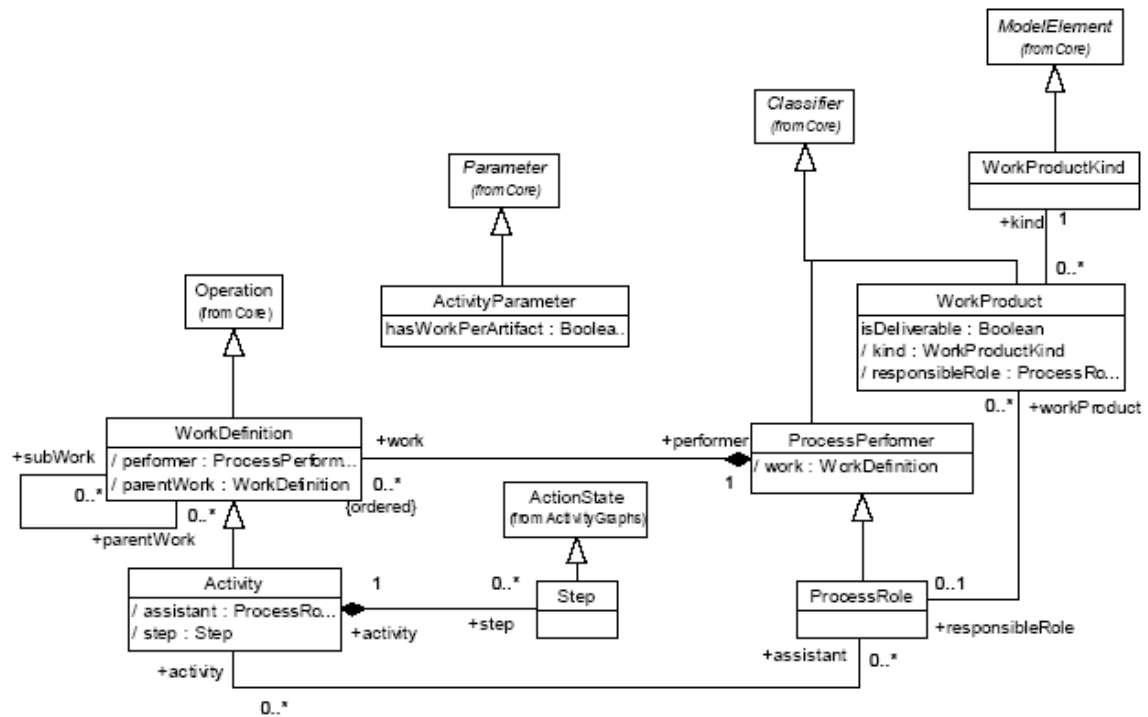 ModelElement
(from Core)
Classifier
(from Core)
WorkProductKind
Parameter
(from Core)
+kind
1
0..*
Operation
(from Core)
ActivityParameter
hasWorkPerArtifact : Boolea..
WorkProduct
isDeliverable : Boolean
/ kind : WorkProductKind
/ responsibleRole : ProcessRo...
0..*
+workProduct
WorkDefinition
/ performer : ProcessPerform...
/ parentWork : WorkDefinition
+subWork
0..*
0..*
+parentWork
+work
0..*
{ordered}
+performer
1
ProcessPerformer
/ work : WorkDefinition
ActionState
(from ActivityGraphs)
Activity
/ assistant : ProcessRo...
/ step : Step
1
+activity
0..*
+step
Step
ProcessRole
0..1
+responsibleRole
+assistant
0..*
+activity
0..*